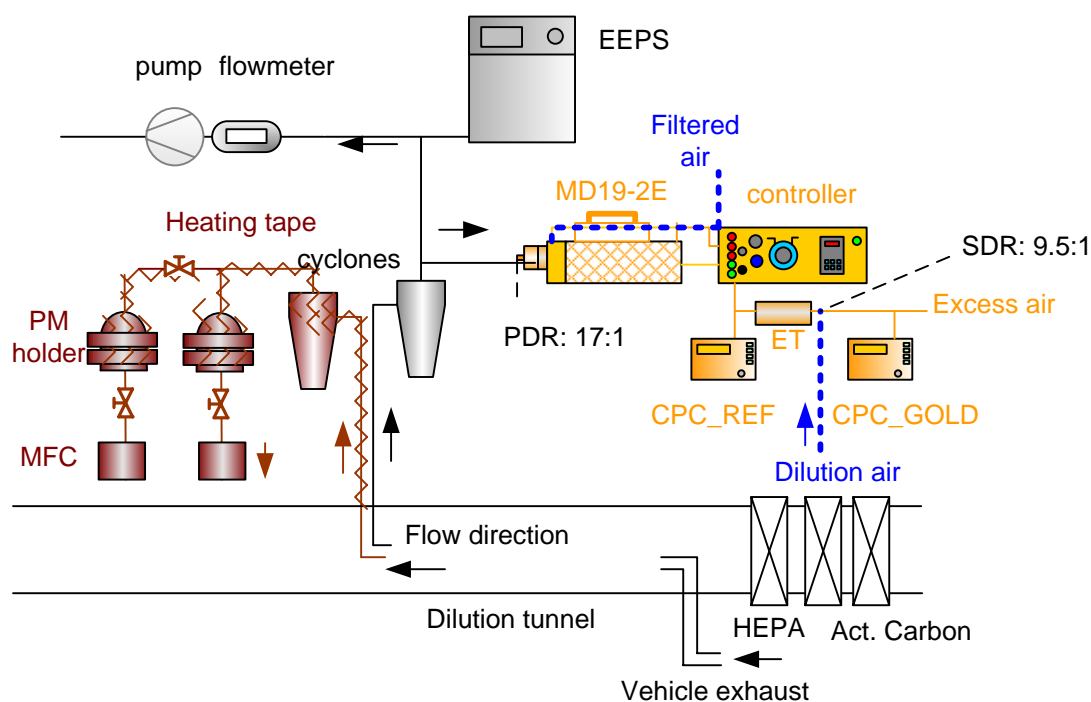 EEPS
pump flowmeter
Filtered
air
MD19-2E
controller
Heating tape
SDR: 9.5:1
cyclones
Excess air
PM
holder
PDR: 17:1
ET
CPC_REF
CPC_GOLD
MFC
Dilution air
Flow direction
Dilution tunnel
HEPA
Act. Carbon
Vehicle exhaust